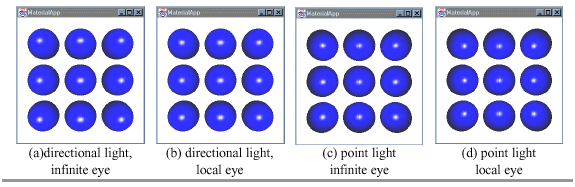 MaterialApp
MaterialApp
MaterialApp
MaterialApp
(a)directional light,
infinite eye
(b) directional light,
local eye
(c) point light
infinite eye
(d) point light
local eye